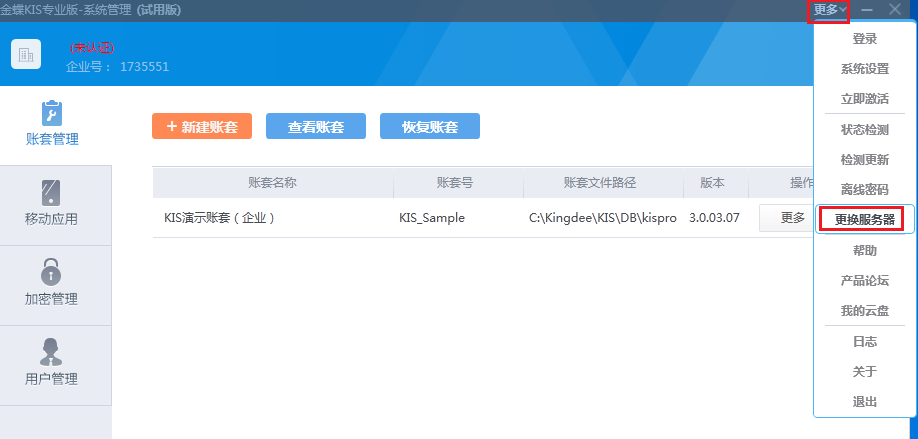 金蝶KIS专业版-系统管理 (试用版)
更多
(未认证)
企业号： 1735551
账套管理
移动应用
加密管理
用户管理
+ 新建账套
查看账套
恢复账套
账套名称 账套号 账套文件路径 版本 操作
KIS演示账套（企业） KIS_Sample C:\Kingdee\KIS\DB\kispro 3.0.03.07 更多
登录
系统设置
立即激活
状态检测
检测更新
离线密码
更换服务器
帮助
产品论坛
我的云盘
日志
关于
退出